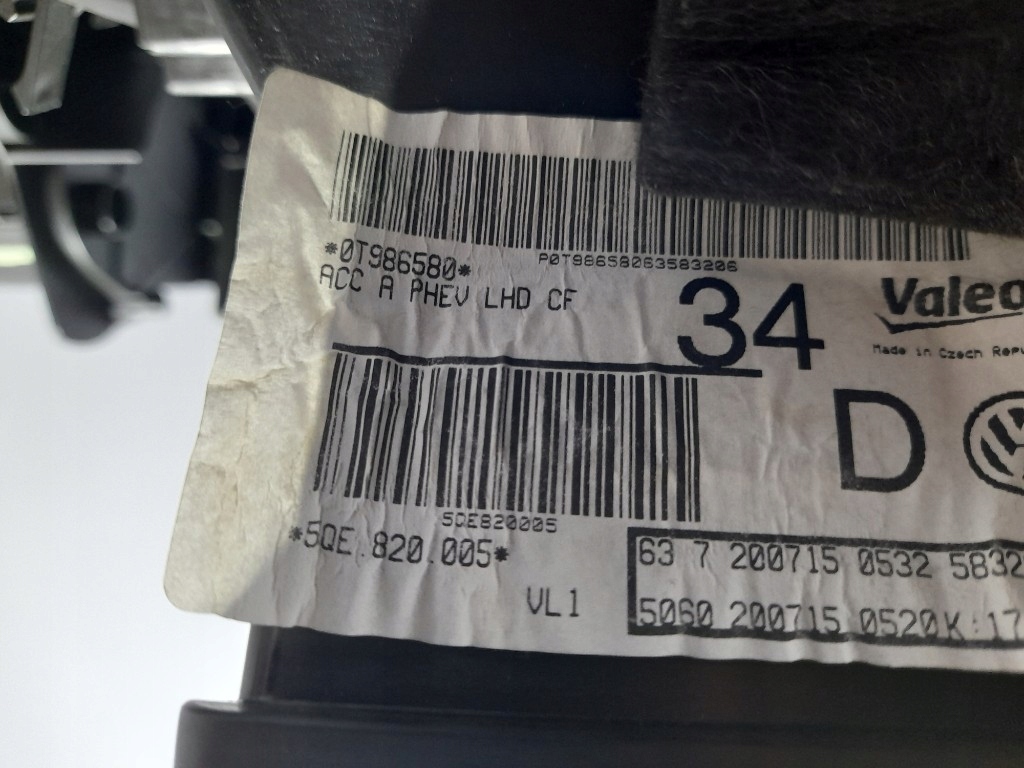 *0T986580*
P0T98658063583206
ACC A PHEV LHD CF
34
Valeo
Made in Czech
D
5QE820005
*5QE.820.005*
VL1
63 7 200715 0532 5832
5060 200715 0520K:17